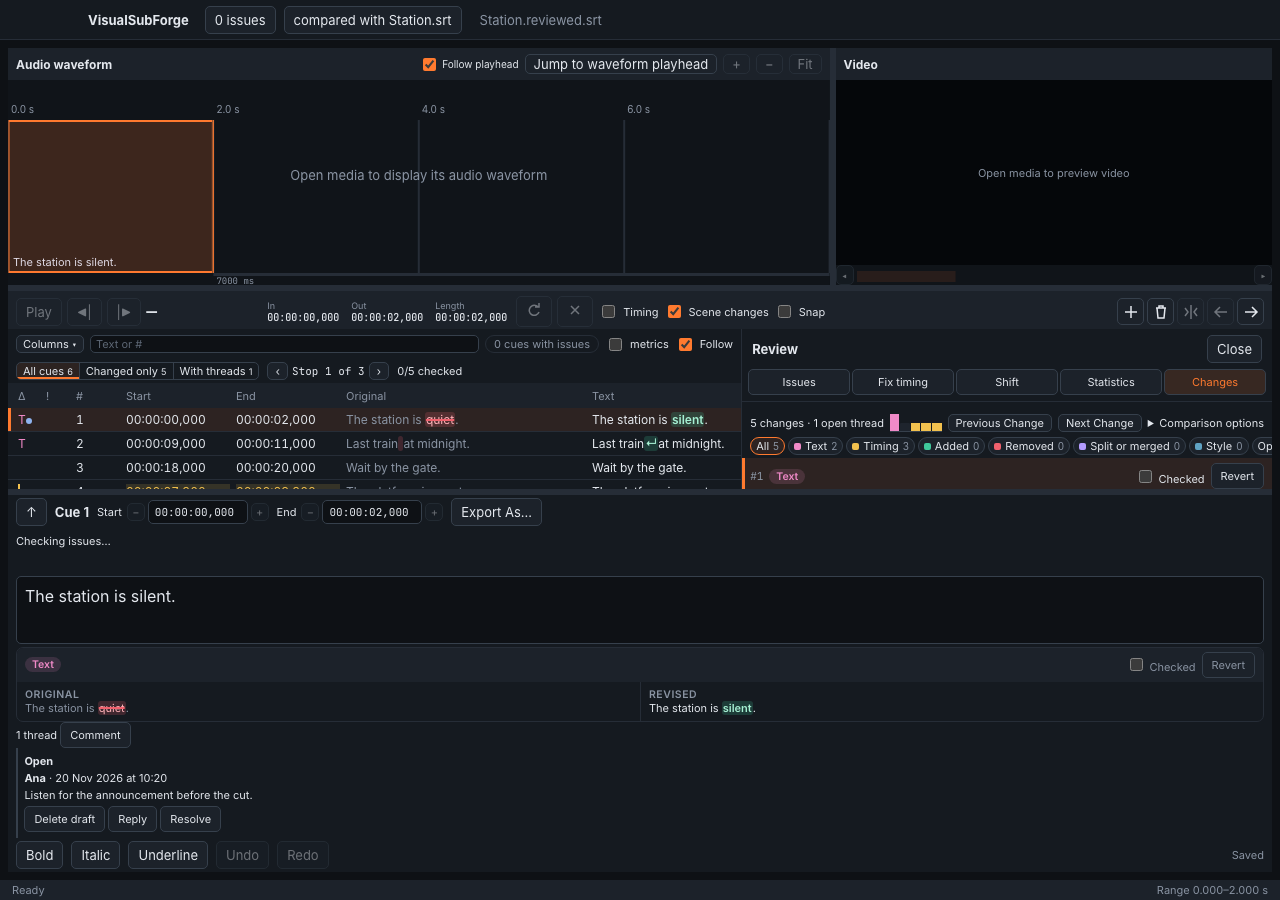 VisualSubForge 0 issues compared with Station.srt Station.reviewed.srt
Audio waveform Follow playhead Jump to waveform playhead + − Fit
Video
0.0 s 2.0 s 4.0 s 6.0 s
Open media to display its audio waveform
Open media to preview video
The station is silent.
7000 ms
Play
In Out Length
00:00:00,000 00:00:02,000 00:00:02,000
Timing Scene changes Snap
Columns Text or # 0 cues with issues metrics Follow
All cues 6 Changed only 5 With threads 1 ‹ Stop 1 of 3 › 0/5 checked
Δ ! # Start End Original Text
T 1 00:00:00,000 00:00:02,000 The station is quiet. The station is silent.
T 2 00:00:09,000 00:00:11,000 Last train at midnight. Last train↵at midnight.
3 00:00:18,000 00:00:20,000 Wait by the gate. Wait by the gate.
Review Close
Issues Fix timing Shift Statistics Changes
5 changes · 1 open thread Previous Change Next Change ▶ Comparison options
All 5 Text 2 Timing 3 Added 0 Removed 0 Split or merged 0 Style 0 Op
#1 Text Checked Revert
↑ Cue 1 Start − 00:00:00,000 + End − 00:00:02,000 + Export As…
Checking issues…
The station is silent.
Text Checked Revert
ORIGINAL REVISED
The station is quiet. The station is silent.
1 thread Comment
Open
Ana · 20 Nov 2026 at 10:20
Listen for the announcement before the cut.
Delete draft Reply Resolve
Bold Italic Underline Undo Redo Saved
Ready Range 0.000–2.000 s